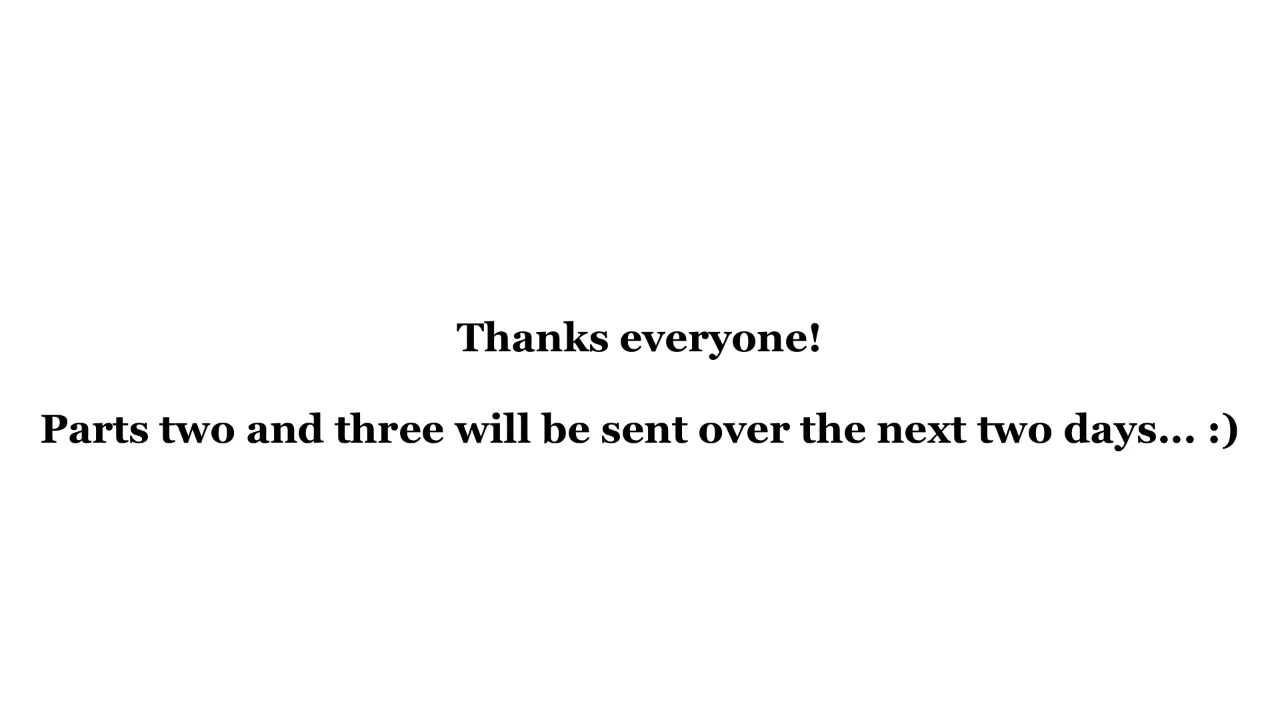 Thanks everyone!
Parts two and three will be sent over the next two days... :)